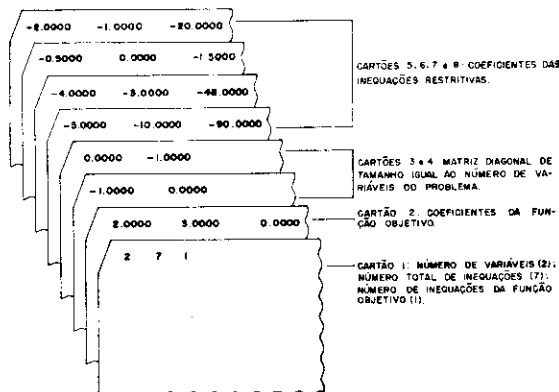 -2.0000 -1.0000 -20.0000
-0.5000 0.0000 -1.5000
-4.0000 -3.0000 -48.0000
-5.0000 -10.0000 -90.0000
0.0000 -1.0000
-1.0000 0.0000
2.0000 3.0000 0.0000
2 7 1
CARTÕES 5, 6, 7 e 8: COEFICIENTES DAS
INEQUAÇÕES RESTRITIVAS.
CARTÕES 3 e 4 MATRIZ DIAGONAL DE
TAMANHO IGUAL AO NÚMERO DE VA-
RIÁVEIS DO PROBLEMA.
CARTÃO 2: COEFICIENTES DA FUN-
ÇÃO OBJETIVO.
CARTÃO 1: NÚMERO DE VARIÁVEIS (2);
NÚMERO TOTAL DE INEQUAÇÕES (7);
NÚMERO DE INEQUAÇÕES DA FUNÇÃO
OBJETIVO (1).